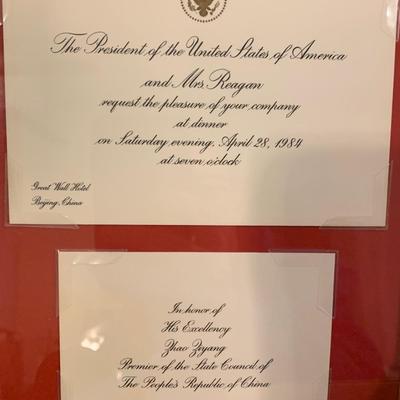 The President of the United States of America
and Mrs. Reagan
request the pleasure of your company
at dinner
on Saturday evening, April 28, 1984
at seven o'clock
Great Wall Hotel
Beijing, China
In honor of
His Excellency
Zhao Ziyang
Premier of the State Council of
The People's Republic of China